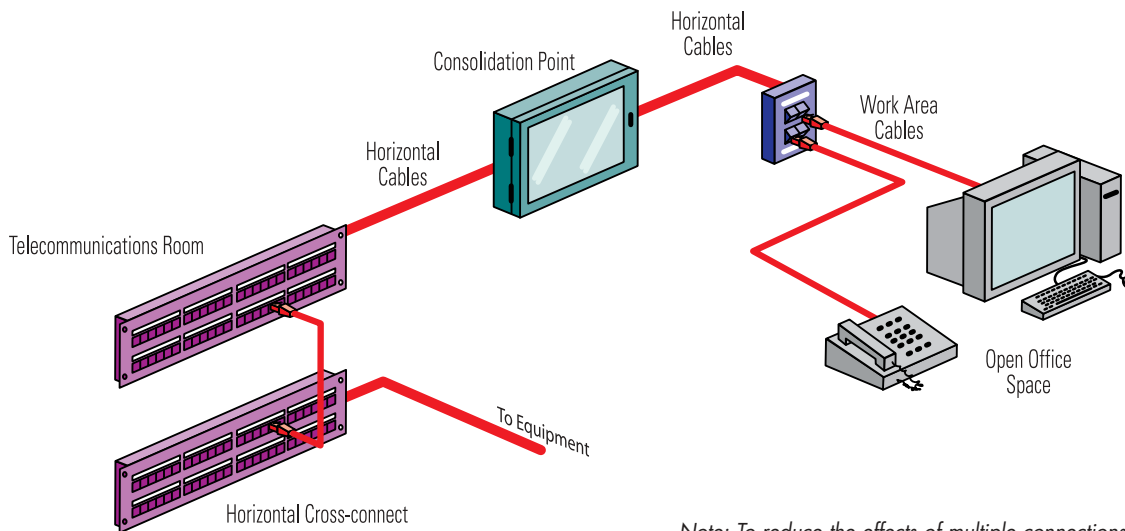 Horizontal
Cables
Consolidation Point
Work Area
Cables
Horizontal
Cables
Telecommunications Room
Open Office
Space
To Equipment
Horizontal Cross-connect
Note: To reduce the effects of multiple connections